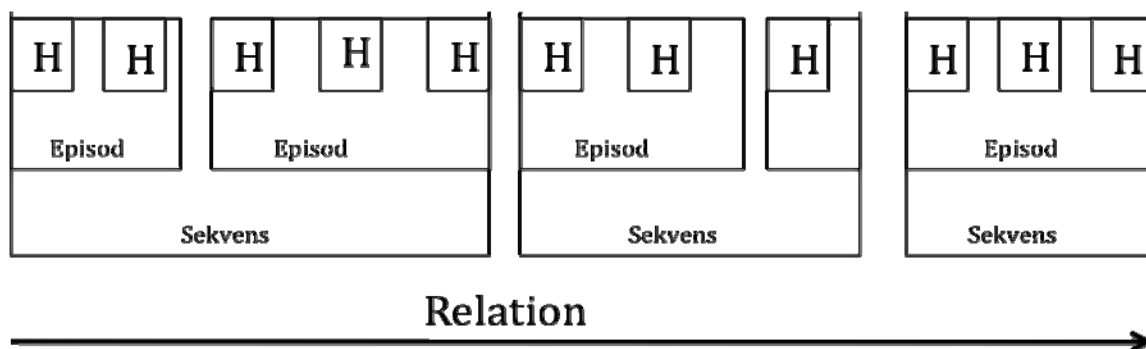 H H H H H H H H H H H
Episod Episod Episod Episod
Sekvens Sekvens Sekvens
Relation